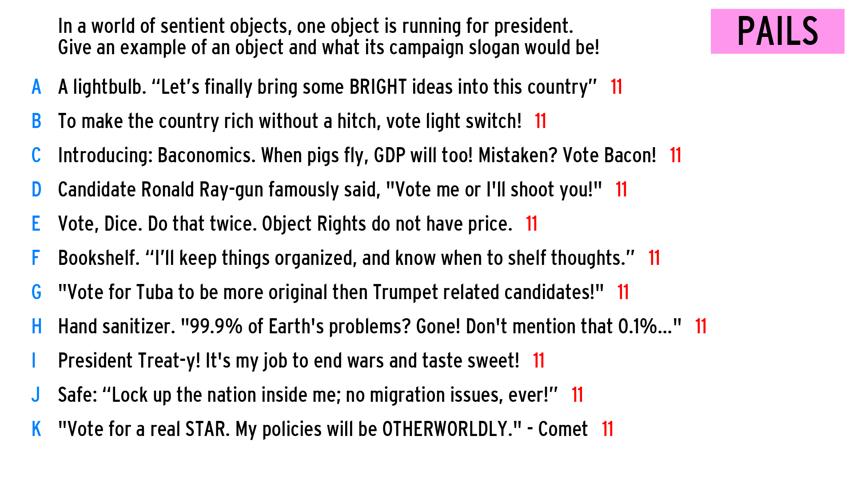 In a world of sentient objects, one object is running for president.
Give an example of an object and what its campaign slogan would be!
PAILS
A A lightbulb. “Let’s finally bring some BRIGHT ideas into this country” 11
B To make the country rich without a hitch, vote light switch! 11
C Introducing: Baconomics. When pigs fly, GDP will too! Mistaken? Vote Bacon! 11
D Candidate Ronald Ray-gun famously said, "Vote me or I'll shoot you!" 11
E Vote, Dice. Do that twice. Object Rights do not have price. 11
F Bookshelf. “I’ll keep things organized, and know when to shelf thoughts.” 11
G "Vote for Tuba to be more original then Trumpet related candidates!" 11
H Hand sanitizer. "99.9% of Earth's problems? Gone! Don't mention that 0.1%..." 11
I President Treat-y! It's my job to end wars and taste sweet! 11
J Safe: “Lock up the nation inside me; no migration issues, ever!” 11
K "Vote for a real STAR. My policies will be OTHERWORLDLY." - Comet 11